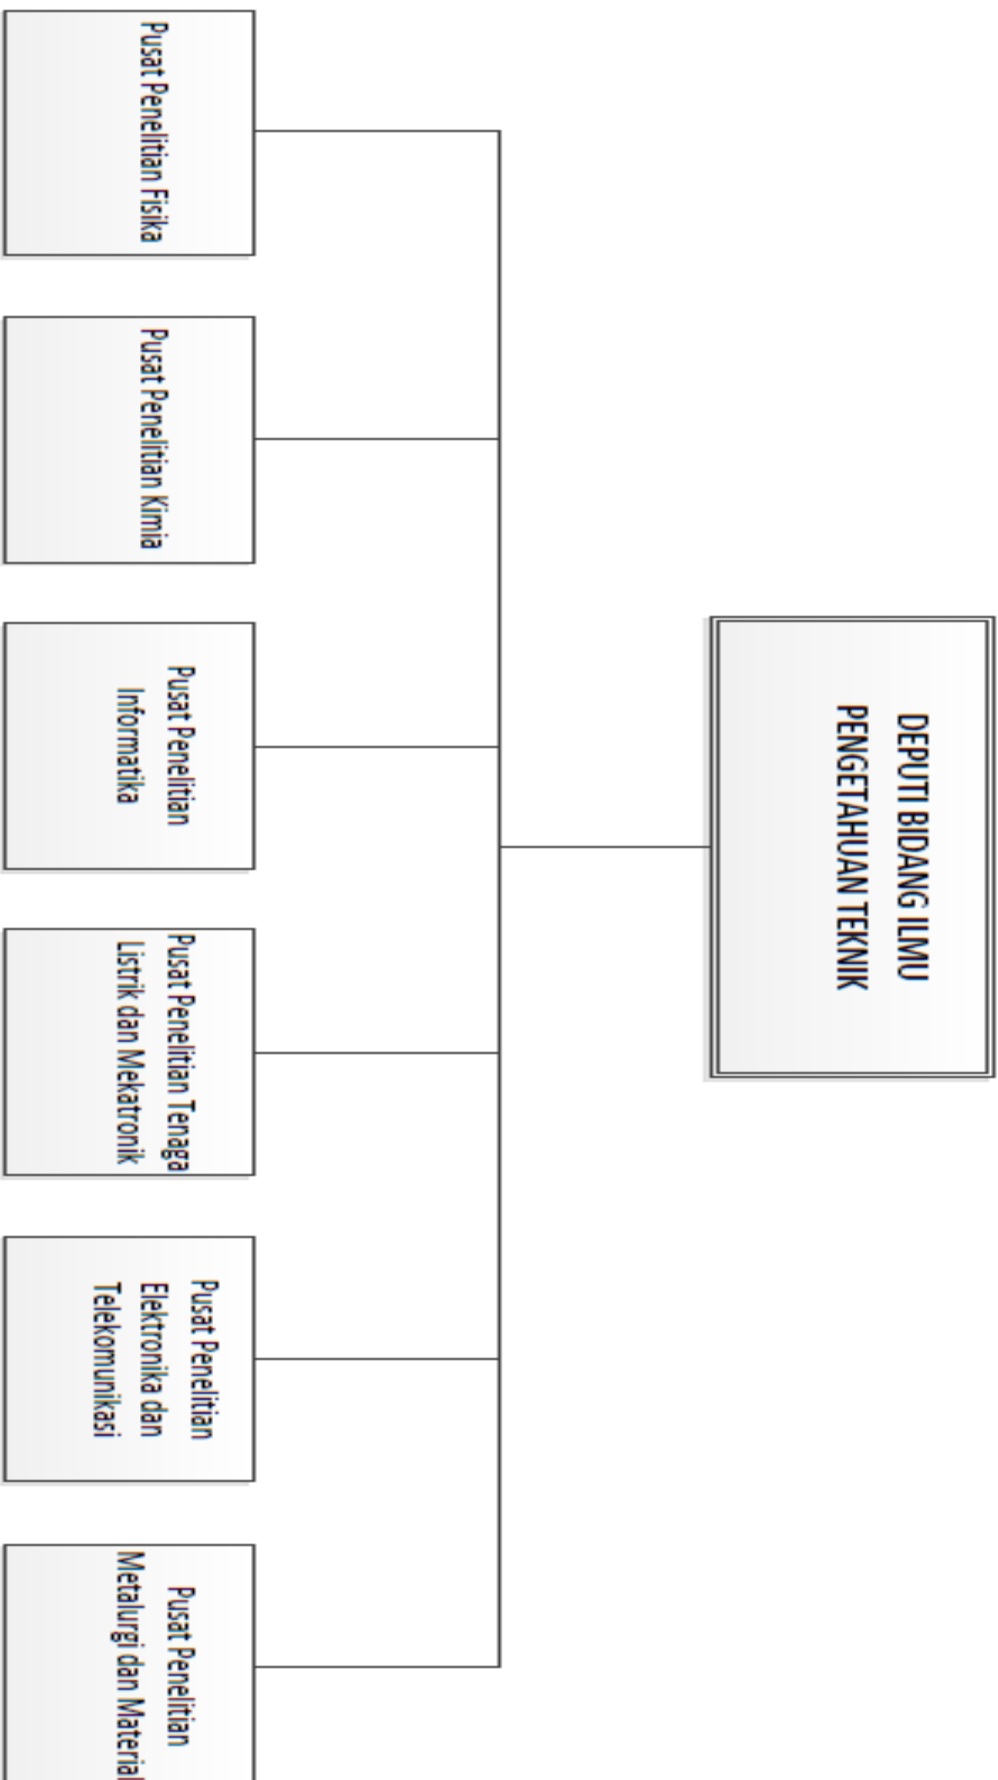 DEPUTI BIDANG ILMU
PENGETAHUAN TEKNIK
Pusat Penelitian Fisika
Pusat Penelitian Kimia
Pusat Penelitian
Informatika
Pusat Penelitian Tenaga
Listrik dan Mekatronik
Pusat Penelitian
Elektronika dan
Telekomunikasi
Pusat Penelitian
Metalurgi dan Material